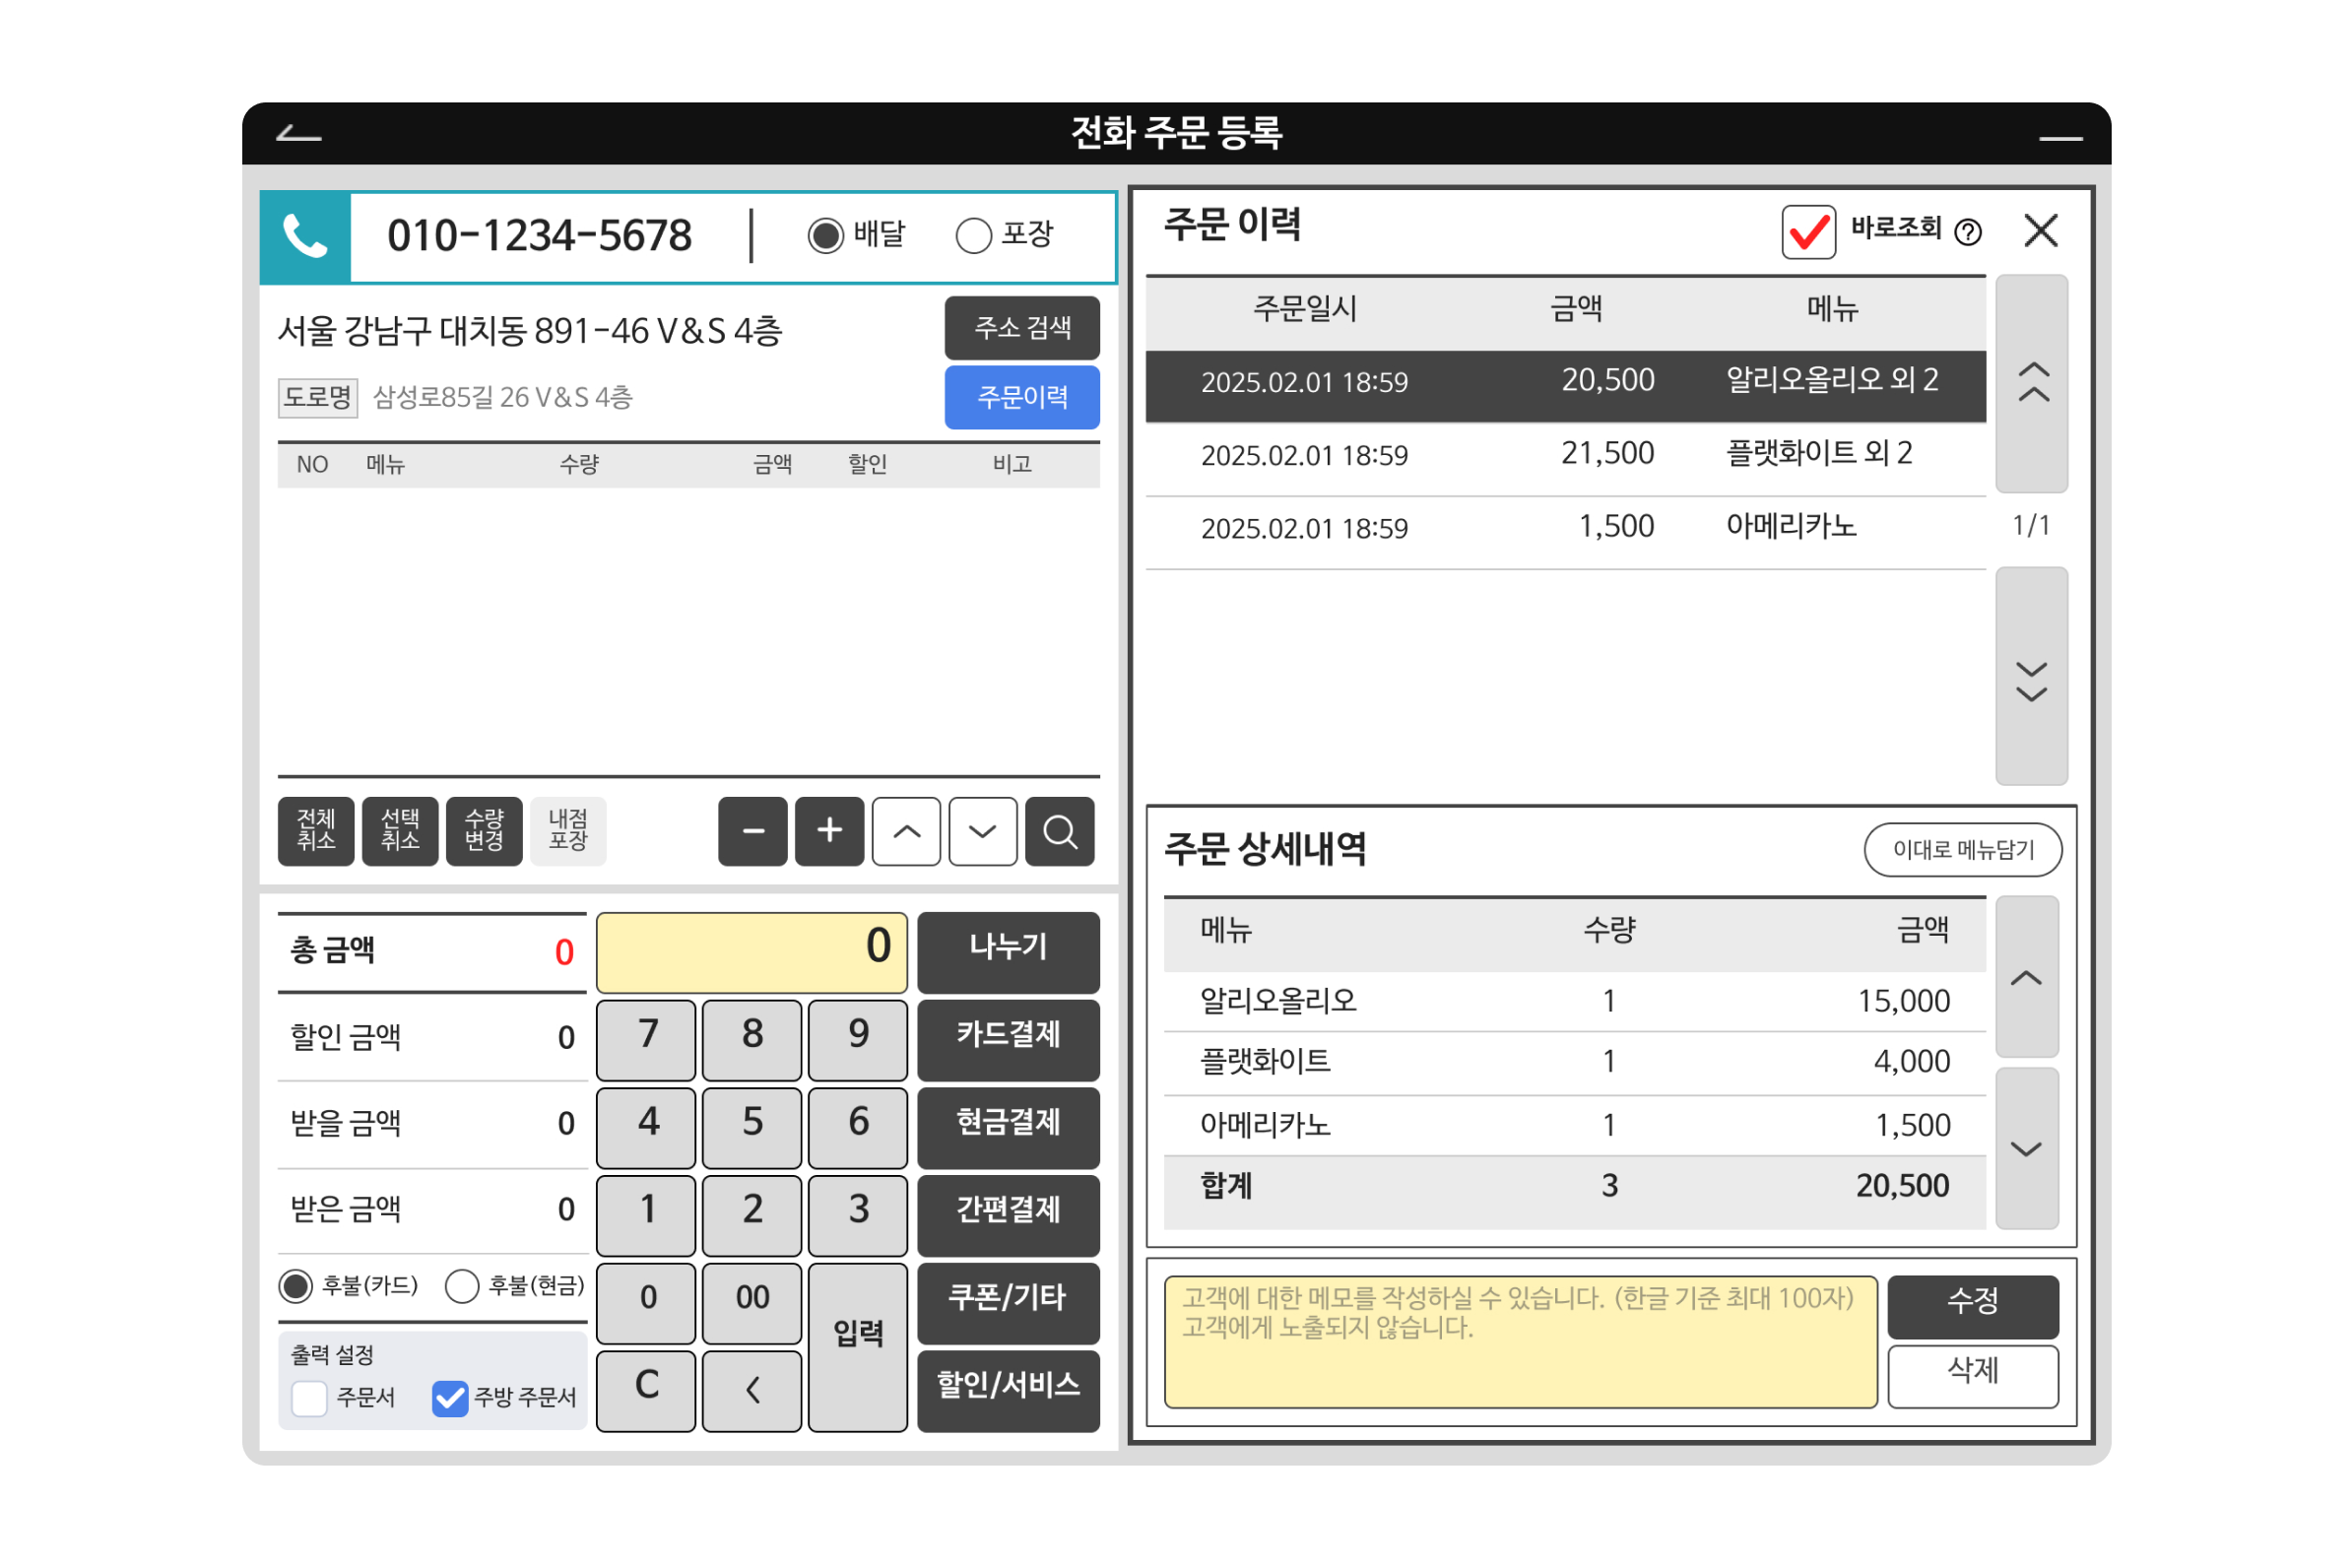 전화 주문 등록
010-1234-5678
배달 포장
서울 강남구 대치동 891-46 V&S 4층
주소 검색
도로명 삼성로85길 26 V&S 4층
주문이력
NO 메뉴 수량 금액 할인 비고
전체
취소
선택
취소
수량
변경
내점
포장
총 금액 0
할인 금액 0
받을 금액 0
받은 금액 0
후불(카드) 후불(현금)
출력 설정
주문서 주방 주문서
0
7 8 9
4 5 6
1 2 3
0 00 입력
C
나누기
카드결제
현금결제
간편결제
쿠폰/기타
할인/서비스
주문 이력
바로조회 ?
주문일시 금액 메뉴
2025.02.01 18:59 20,500 알리오올리오 외 2
2025.02.01 18:59 21,500 플랫화이트 외 2
2025.02.01 18:59 1,500 아메리카노
1/1
주문 상세내역
이대로 메뉴담기
메뉴 수량 금액
알리오올리오 1 15,000
플랫화이트 1 4,000
아메리카노 1 1,500
합계 3 20,500
고객에 대한 메모를 작성하실 수 있습니다. (한글 기준 최대 100자)
고객에게 노출되지 않습니다.
수정
삭제